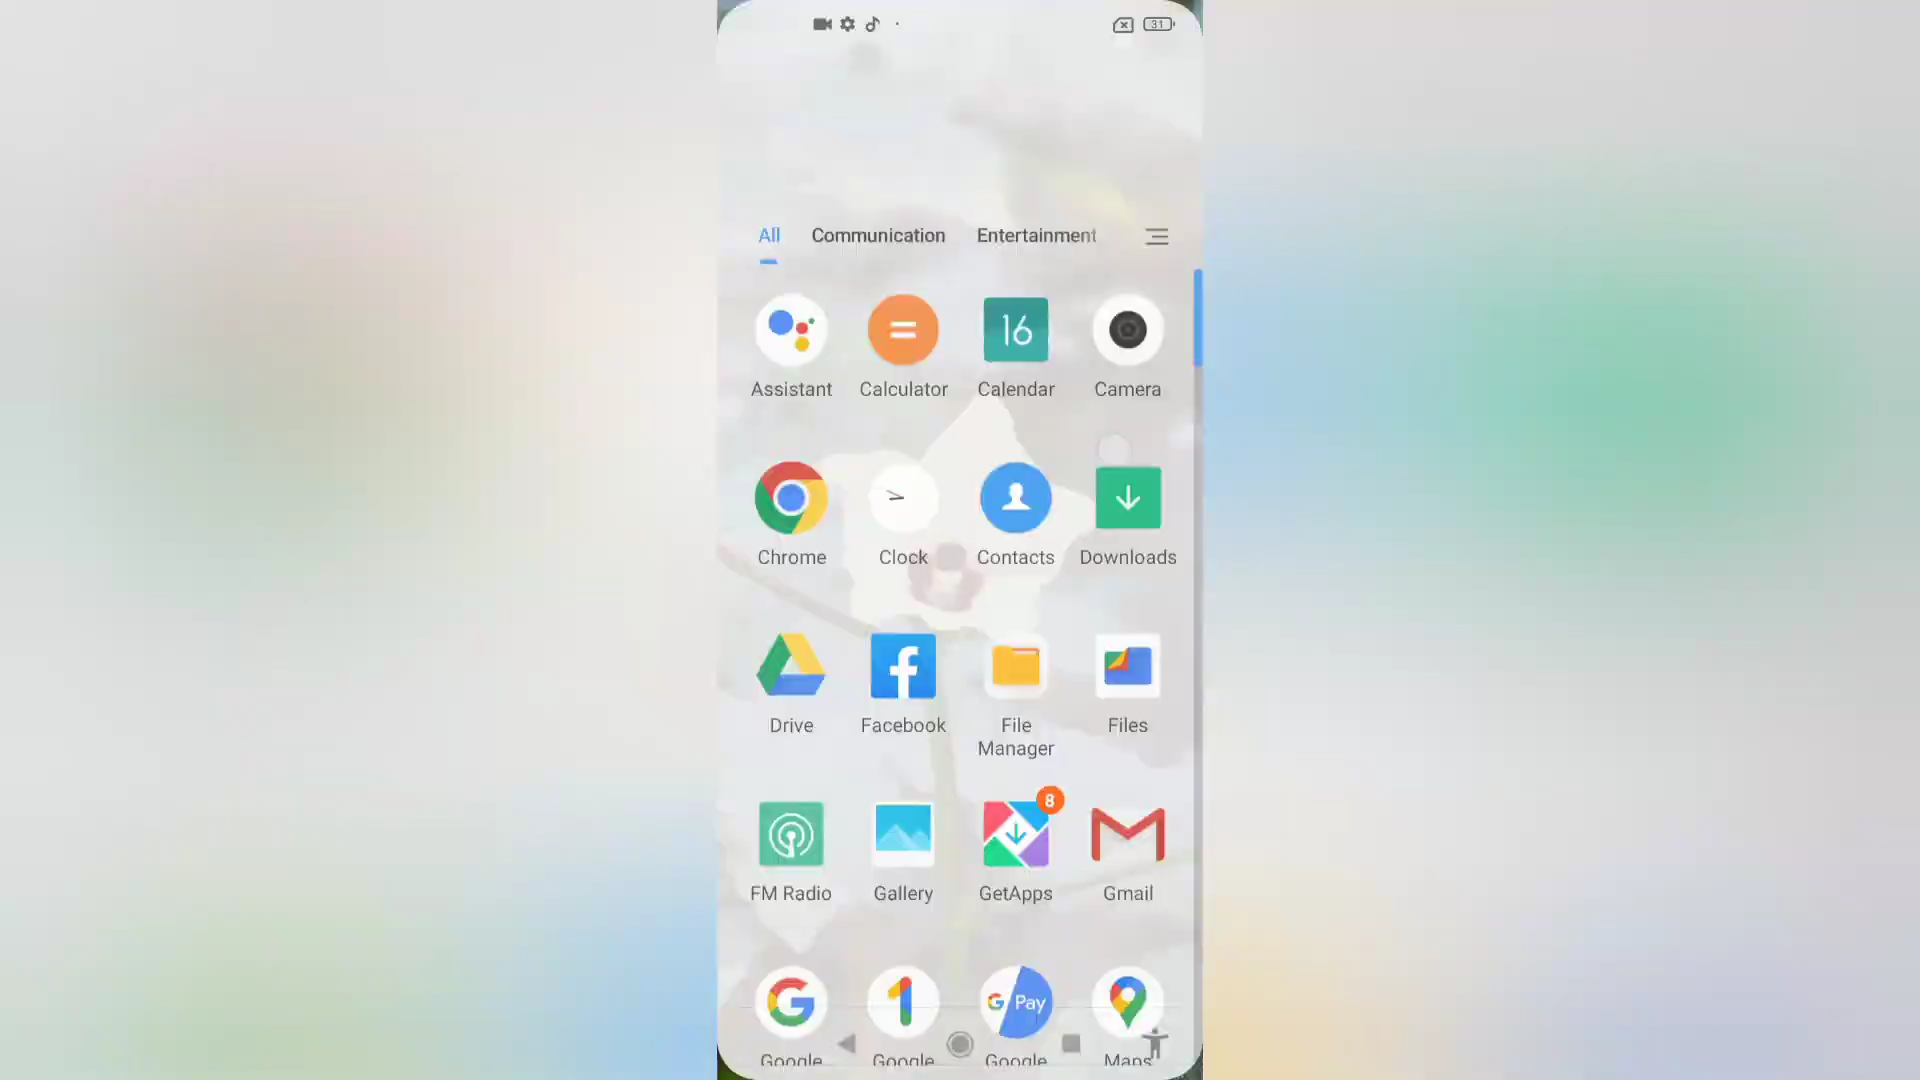 31
All Communication Entertainment
16
Assistant Calculator Calendar Camera
Chrome Clock Contacts Downloads
Drive Facebook File Manager Files
8
FM Radio Gallery GetApps Gmail
G Pay
Google Google Google Maps